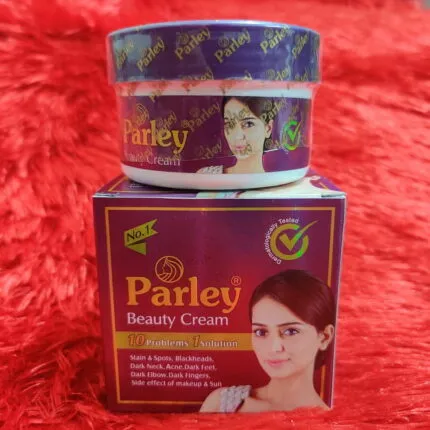 Parley
Parley
Beauty Cream
No.1
Dermatologically Tested
Parley®
Beauty Cream
10 Problems 1 Solution
Stain & Spots, Blackheads,
Dark Neck, Acne, Dark Feet,
Dark Elbow, Dark Fingers,
Side effect of makeup & Sun